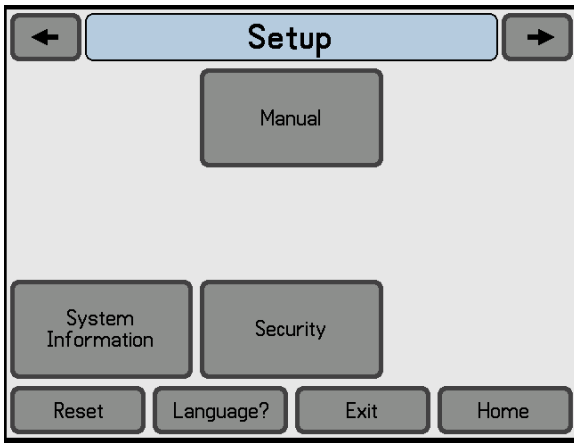 Setup
Manual
System
Information
Security
Reset
Language?
Exit
Home